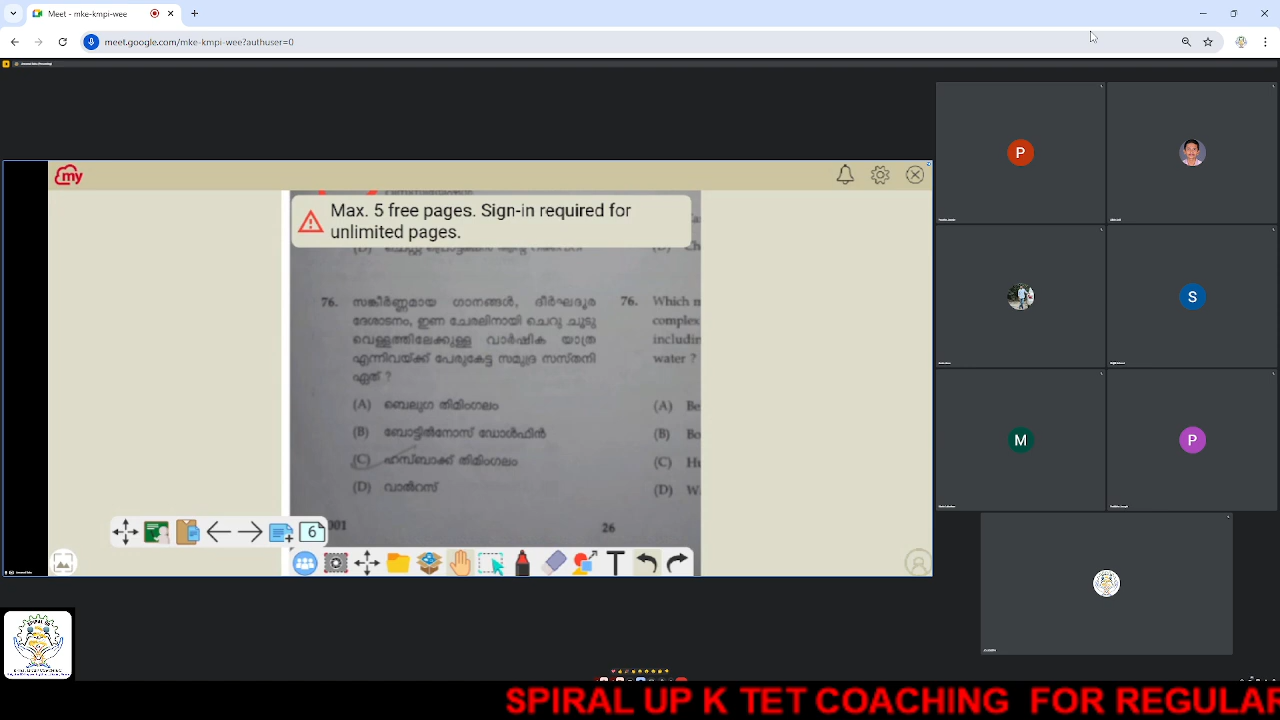 Meet - mke-kmpi-wee
meet.google.com/mke-kmpi-wee?authuser=0
my
Max. 5 free pages. Sign-in required for
unlimited pages.
76. സങ്കീർണ്ണമായ ഗാനങ്ങൾ, ദീർഘദൂര
ദേശാടനം, ഇണ ചേരലിനായി ചെറു ചൂടു
വെള്ളത്തിലേക്കുള്ള വാർഷിക യാത്ര
എന്നിവയ്ക്ക് പേരുകേട്ട സമുദ്ര സസ്തനി
ഏത് ?
(A) ബെലുഗ തിമിംഗലം
(B) ബോട്ടിൽനോസ് ഡോൾഫിൻ
(C) ഹമ്പ്ബാക്ക് തിമിംഗലം
(D) വാൽറസ്
76. Which m
complex
includin
water ?
(A) Be
(B) Bo
(C) Hu
(D) W
001
26
6
T
P
S
M
P
SPIRAL UP K TET COACHING FOR REGULAR